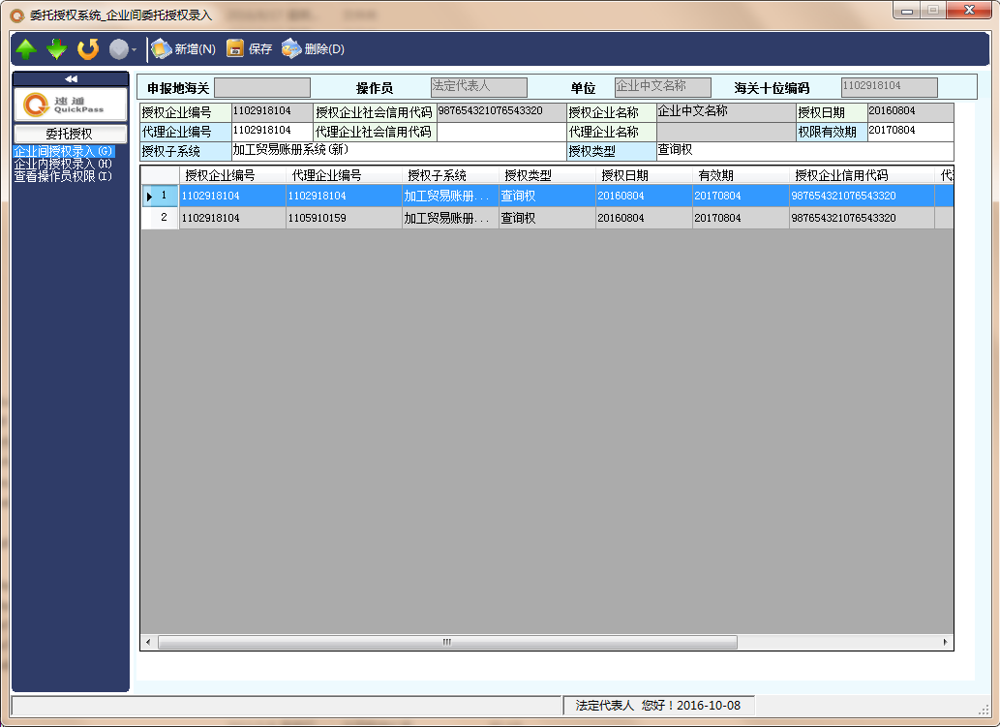 委托授权系统_企业间委托授权录入
新增(N) 保存 删除(D)
速通
QuickPass
委托授权
企业间授权录入(G)
企业内授权录入(H)
查看操作员权限(I)
申报地海关 操作员 法定代表人 单位 企业中文名称 海关十位编码 1102918104
授权企业编号 1102918104 授权企业社会信用代码 987654321076543320 授权企业名称 企业中文名称 授权日期 20160804
代理企业编号 1102918104 代理企业社会信用代码 代理企业名称 权限有效期 20170804
授权子系统 加工贸易账册系统(新) 授权类型 查询权
授权企业编号 代理企业编号 授权子系统 授权类型 授权日期 有效期 授权企业信用代码
1 1102918104 1102918104 加工贸易账册... 查询权 20160804 20170804 987654321076543320
2 1102918104 1105910159 加工贸易账册... 查询权 20160804 20170804 987654321076543320
法定代表人 您好！2016-10-08